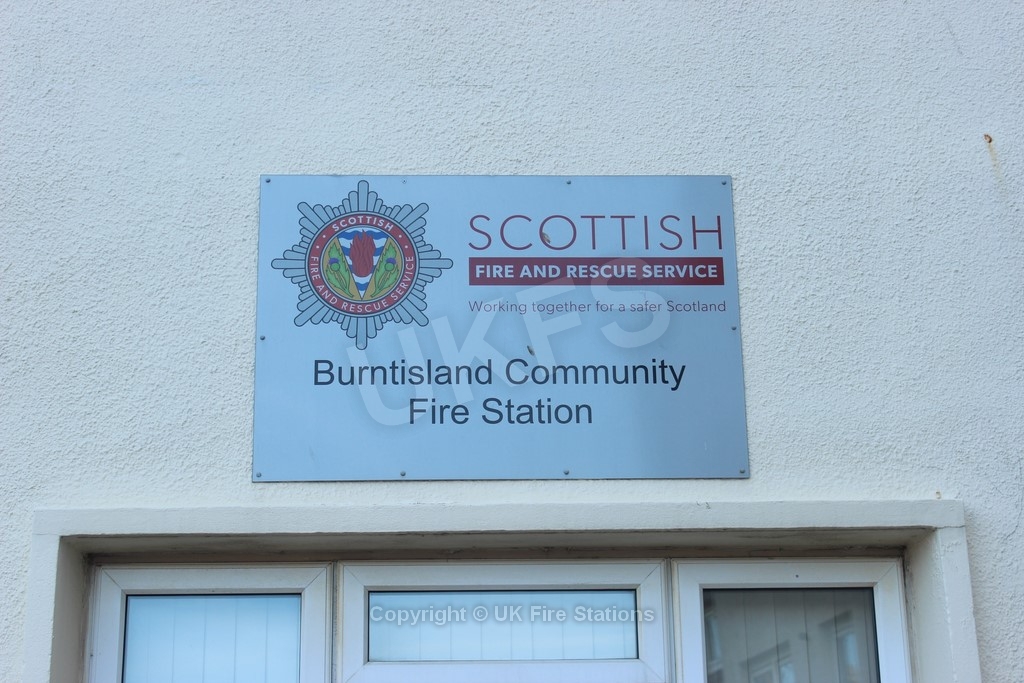 SCOTTISH
FIRE AND RESCUE SERVICE
SCOTTISH
FIRE AND RESCUE SERVICE
Working together for a safer Scotland
UKFS
Burntisland Community
Fire Station
Copyright © UK Fire Stations